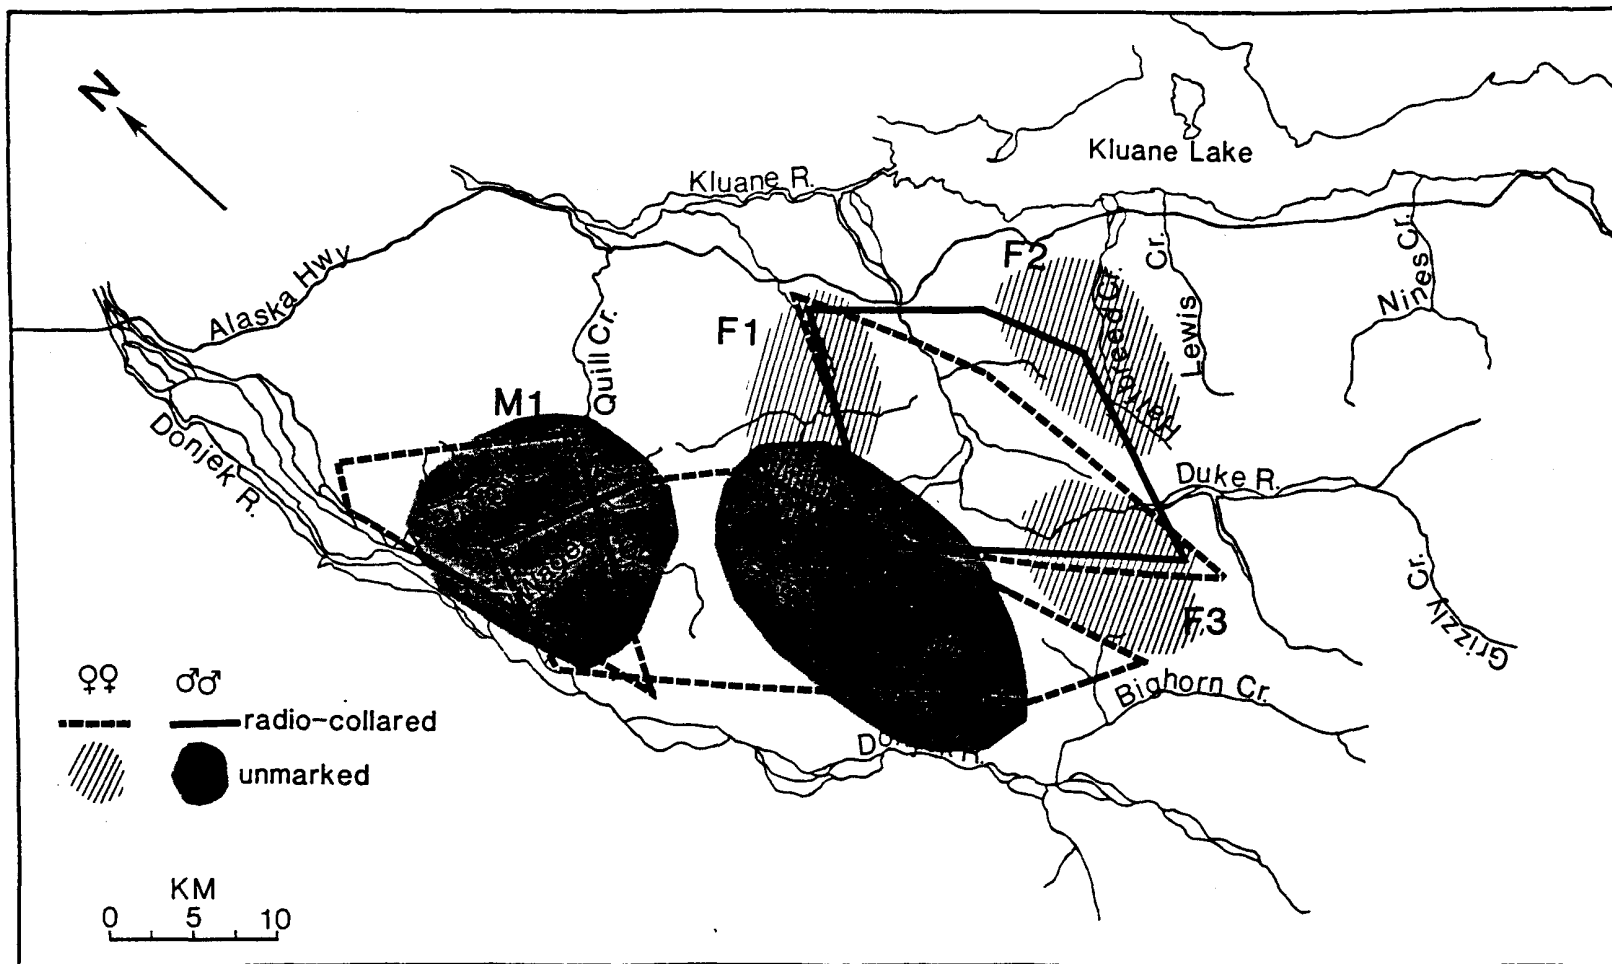 N
Kluane Lake
Kluane R.
Alaska Hwy
F2
Cr.
Lewis
Nines Cr.
F1
Quill Cr.
M1
Donjek R.
Duke R.
Grizzly Cr.
F3
Bighorn Cr.
♀♀ ♂♂
radio-collared
unmarked
KM
0 5 10